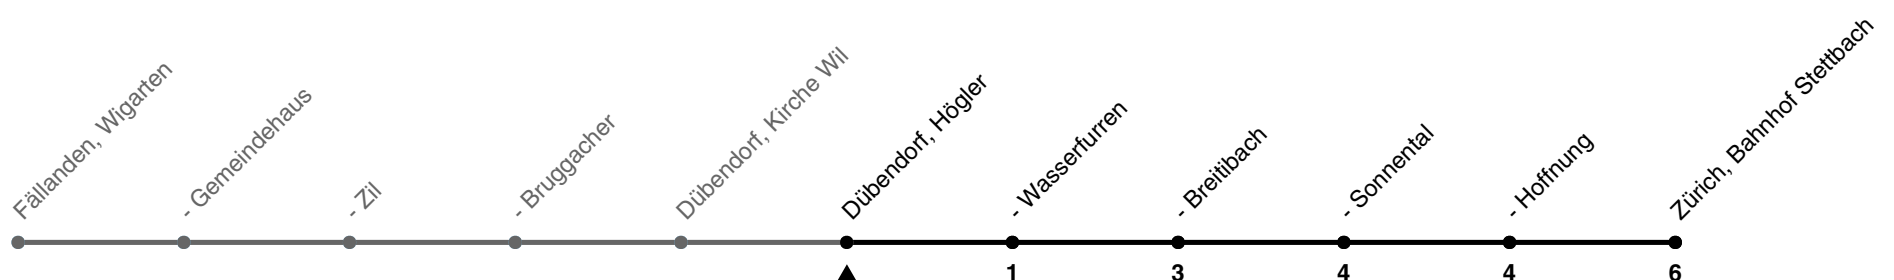 Fällanden, Wigarten
- Gemeindehaus
- Zil
- Bruggacher
Dübendorf, Kirche Wil
Dübendorf, Högler
- Wasserfurren
- Breitibach
- Sonnental
- Hoffnung
Zürich, Bahnhof Stettbach
1 3 4 4 6